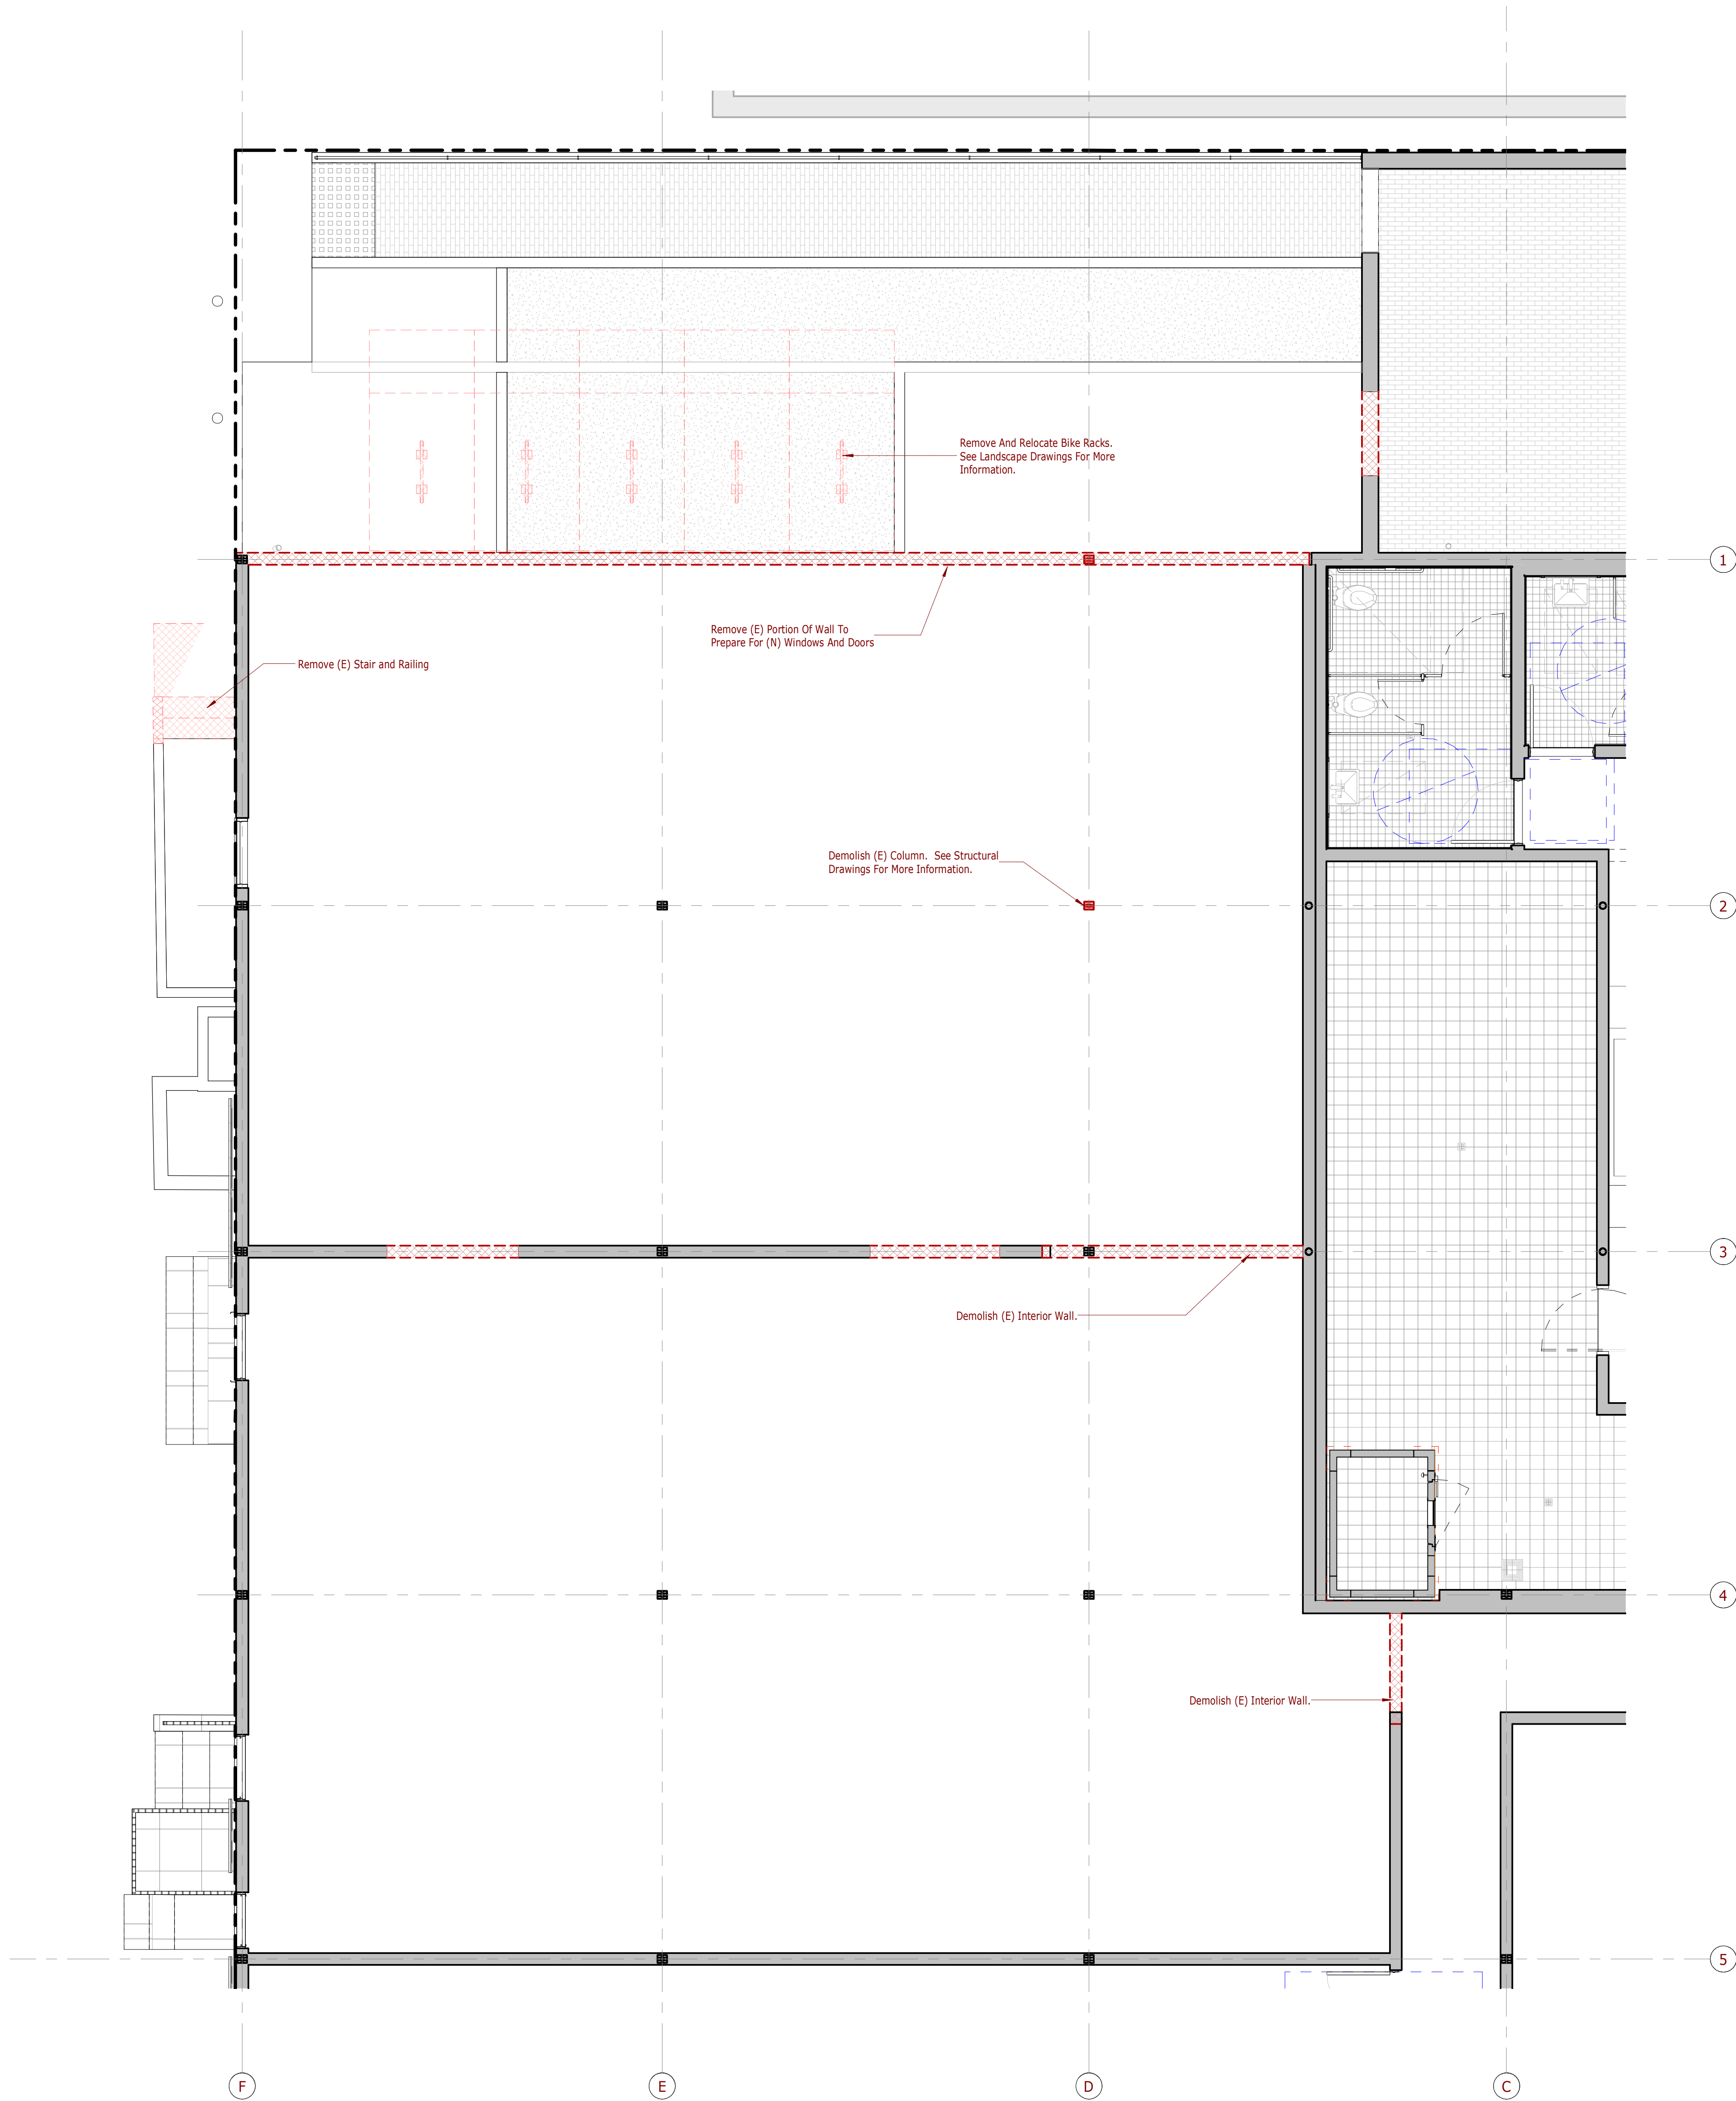 Remove And Relocate Bike Racks.
See Landscape Drawings For More
Information.
1
Remove (E) Portion Of Wall To
Prepare For (N) Windows And Doors
Remove (E) Stair and Railing
Demolish (E) Column. See Structural
Drawings For More Information.
2
3
Demolish (E) Interior Wall.
4
Demolish (E) Interior Wall.
5
F
E
D
C